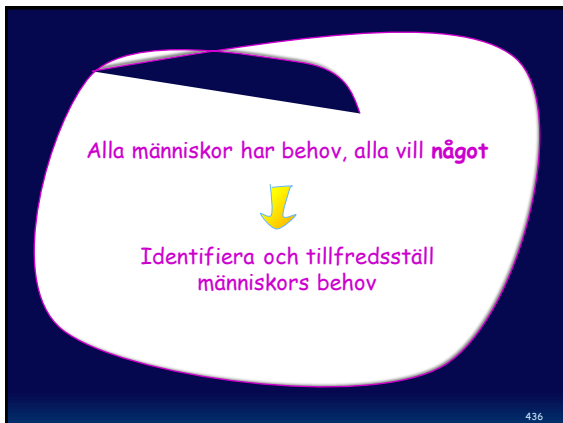 Alla människor har behov, alla vill något
Identifiera och tillfredsställ
människors behov
436